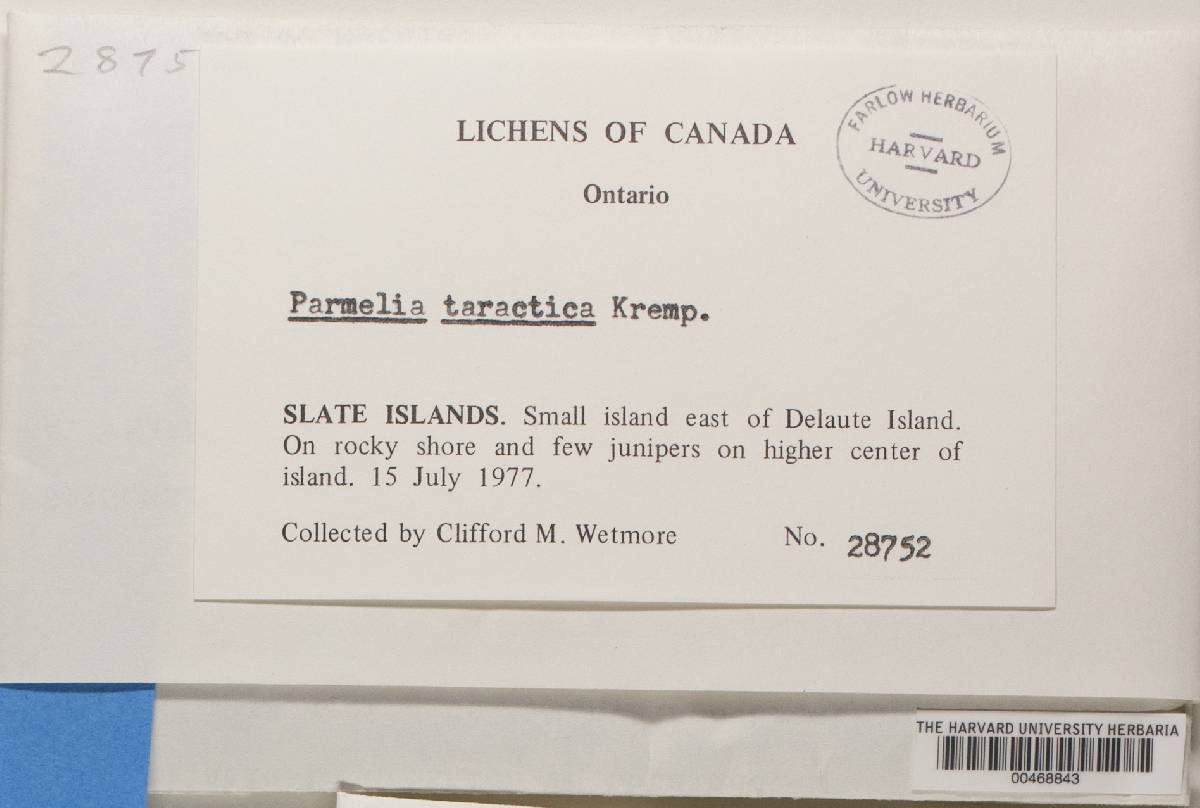 2875
LICHENS OF CANADA
Ontario
FARLOW HERBARIUM
HARVARD
UNIVERSITY
Parmelia taractica Kremp.
SLATE ISLANDS. Small island east of Delaute Island.
On rocky shore and few junipers on higher center of
island. 15 July 1977.
Collected by Clifford M. Wetmore No. 28752
THE HARVARD UNIVERSITY HERBARIA
00468843